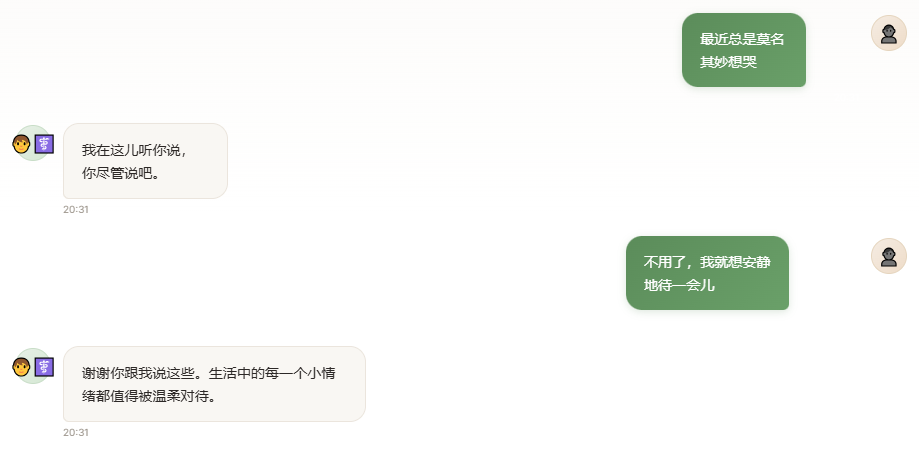 最近总是莫名
其妙想哭
我在这儿听你说，
你尽管说吧。
20:31
不用了，我就想安静
地待一会儿
谢谢你跟我说这些。生活中的每一个小情
绪都值得被温柔对待。
20:31